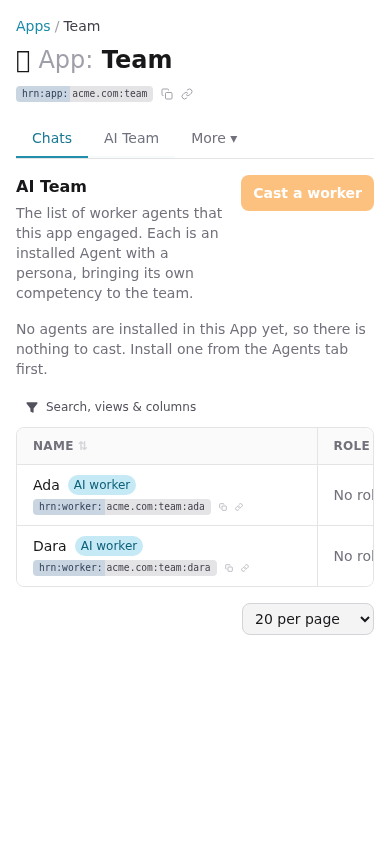 Apps / Team
App: Team
hrn:app: acme.com:team
Chats
AI Team
More ▾
AI Team
Cast a worker
The list of worker agents that
this app engaged. Each is an
installed Agent with a
persona, bringing its own
competency to the team.
No agents are installed in this App yet, so there is
nothing to cast. Install one from the Agents tab
first.
Search, views & columns
NAME ⇅
ROLE
Ada AI worker
hrn:worker: acme.com:team:ada
No rol
Dara AI worker
hrn:worker: acme.com:team:dara
No rol
20 per page